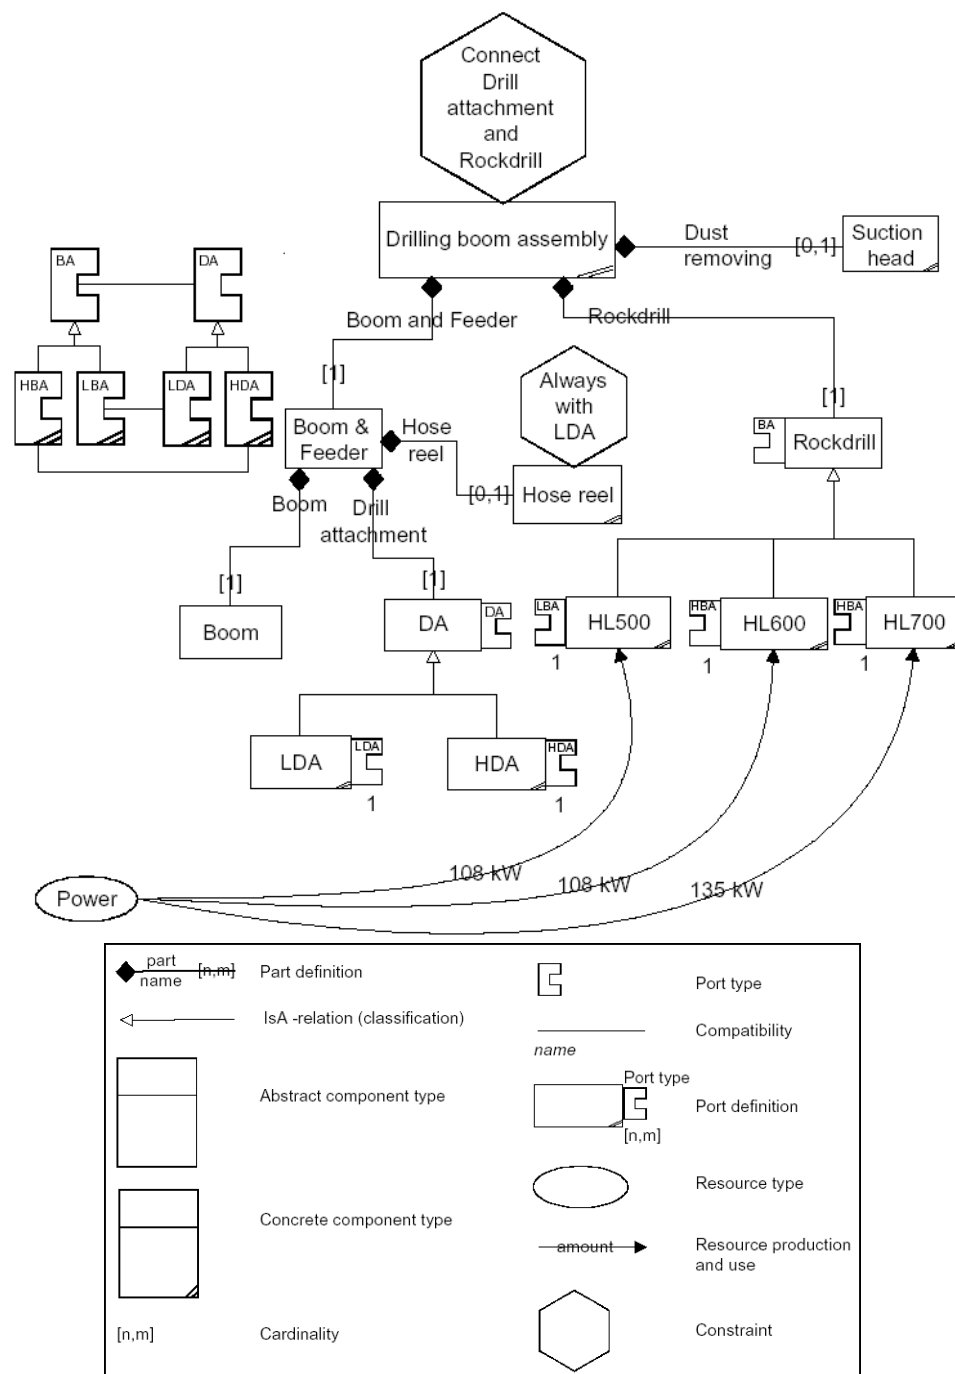 Connect
Drill
attachment
and
Rockdrill
Drilling boom assembly
Dust
removing
[0,1]
Suction
head
BA
DA
HBA
LBA
LDA
HDA
Boom and Feeder
[1]
Rockdrill
[1]
Always
with
LDA
Boom &
Feeder
Hose
reel
[0,1]
Hose reel
BA
Rockdrill
Boom
[1]
Drill
attachment
[1]
Boom
DA
DA
LBA
HL500
1
HBA
HL600
1
HBA
HL700
1
LDA
LDA
1
HDA
HDA
1
Power
108 kW
108 kW
135 kW
part
name
[n,m]
Part definition
Port type
IsA -relation (classification)
name
Compatibility
Abstract component type
Port type
[n,m]
Port definition
Resource type
Concrete component type
amount
Resource production
and use
[n,m]
Cardinality
Constraint